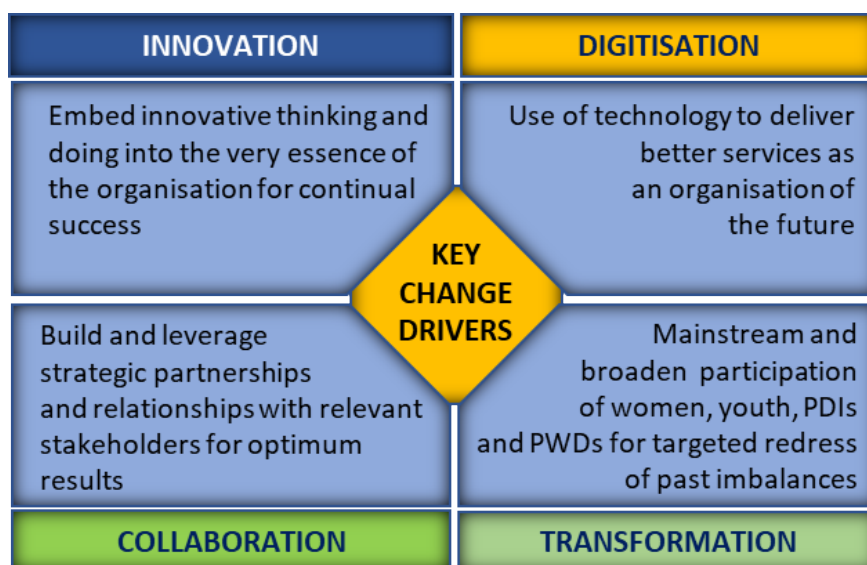 INNOVATION
Embed innovative thinking and
doing into the very essence of
the organisation for continual
success
DIGITISATION
Use of technology to deliver
better services as
an organisation of
the future
KEY
CHANGE
DRIVERS
Build and leverage
strategic partnerships
and relationships with relevant
stakeholders for optimum
results
COLLABORATION
Mainstream and
broaden participation
of women, youth, PDIs
and PWDs for targeted redress
of past imbalances
TRANSFORMATION